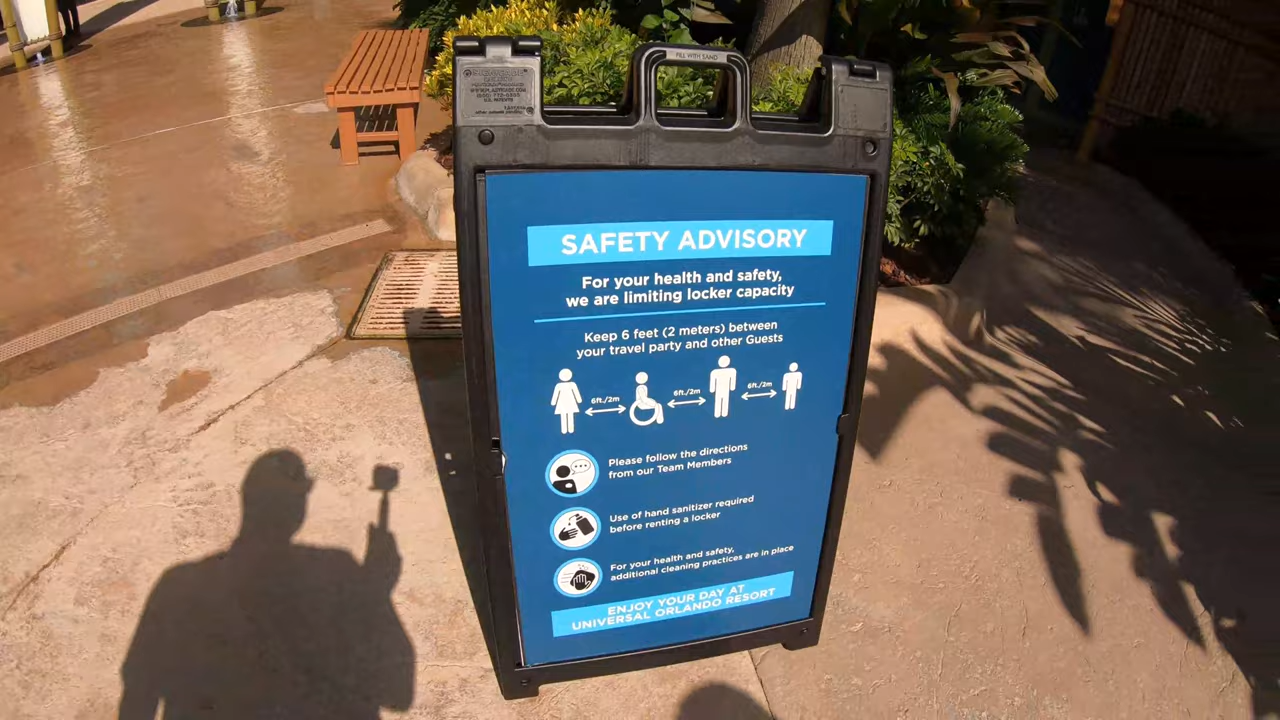 FILL WITH SAND
SAFETY ADVISORY
For your health and safety,
we are limiting locker capacity
Keep 6 feet (2 meters) between
your travel party and other Guests
6ft./2m
6ft./2m
6ft./2m
Please follow the directions
from our Team Members
Use of hand sanitizer required
before renting a locker
For your health and safety,
additional cleaning practices are in place
ENJOY YOUR DAY AT
UNIVERSAL ORLANDO RESORT